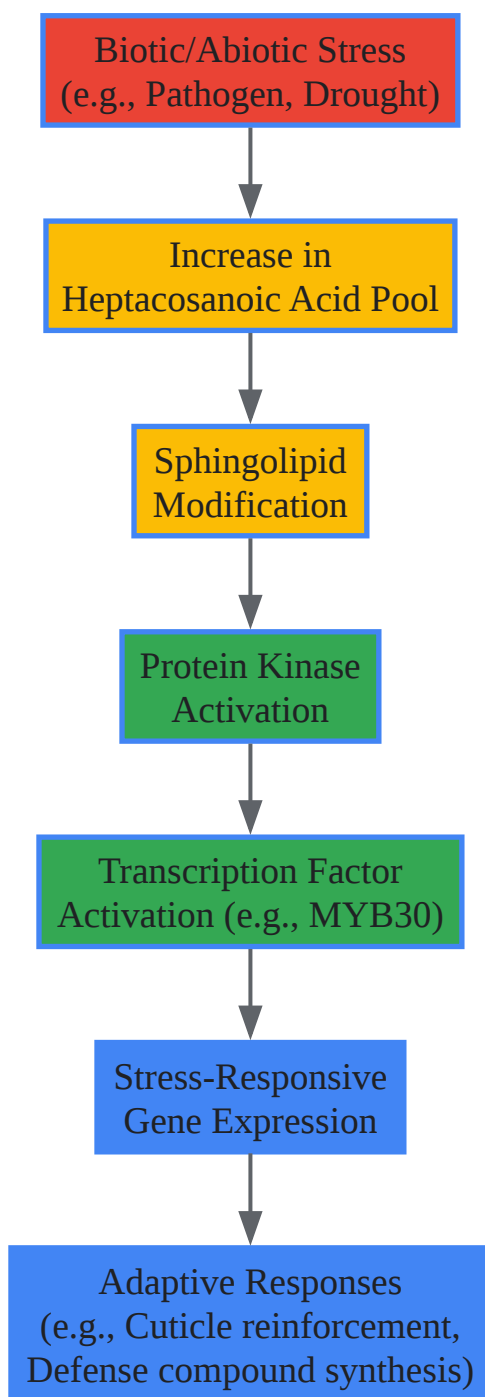 Biotic/Abiotic Stress
(e.g., Pathogen, Drought)
Increase in
Heptacosanoic Acid Pool
Sphingolipid
Modification
Protein Kinase
Activation
Transcription Factor
Activation (e.g., MYB30)
Stress-Responsive
Gene Expression
Adaptive Responses
(e.g., Cuticle reinforcement,
Defense compound synthesis)